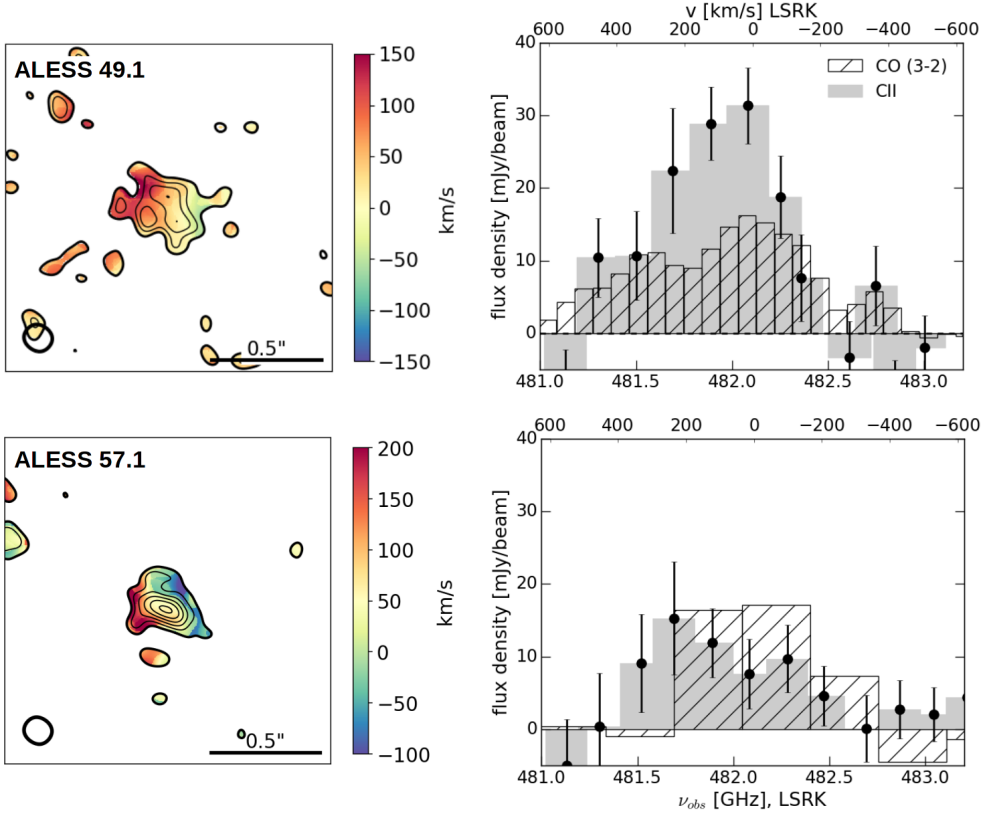 ALESS 49.1
0.5"
150
100
50
0
−50
−100
−150
km/s
v [km/s] LSRK
600 400 200 0 −200 −400 −600
40
30
20
10
0
flux density [mJy/beam]
CO (3-2)
CII
481.0 481.5 482.0 482.5 483.0
ALESS 57.1
0.5"
200
150
100
50
0
−50
−100
km/s
600 400 200 0 −200 −400 −600
40
30
20
10
0
flux density [mJy/beam]
481.0 481.5 482.0 482.5 483.0
ν_obs [GHz], LSRK